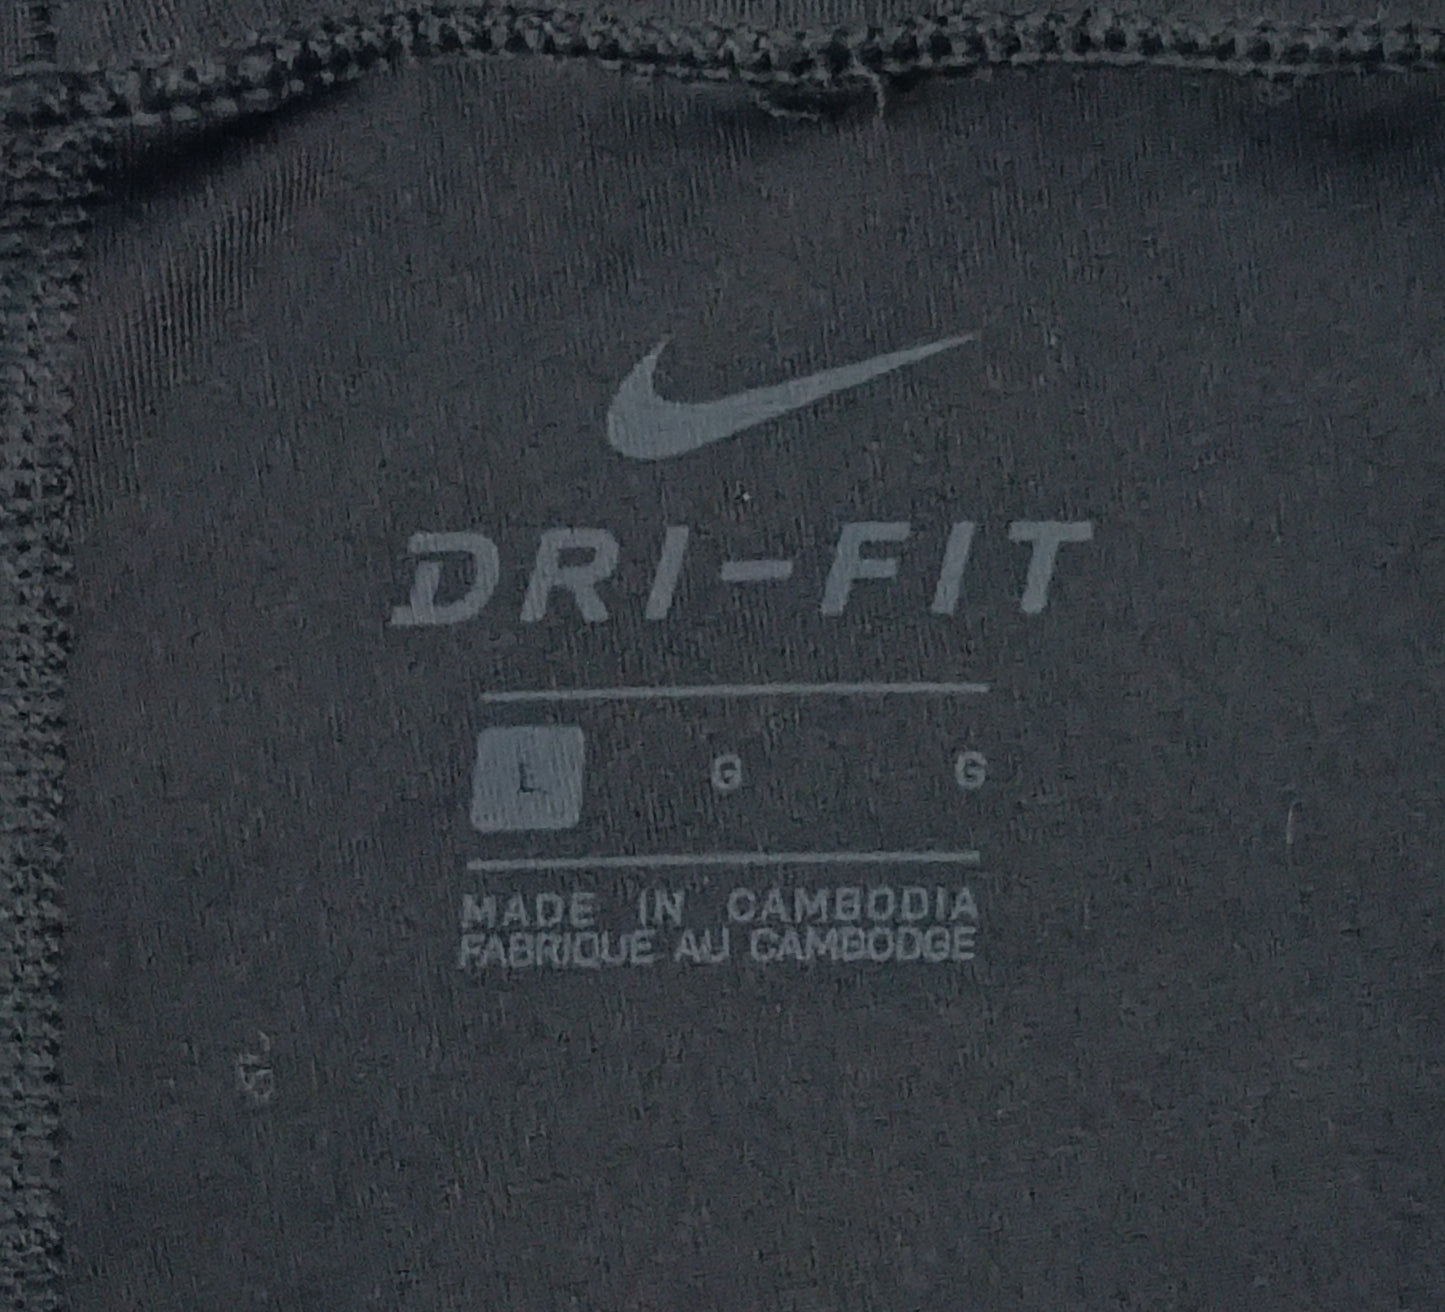 DRI-FIT
L G G
MADE IN CAMBODIA
FABRIQUE AU CAMBODGE